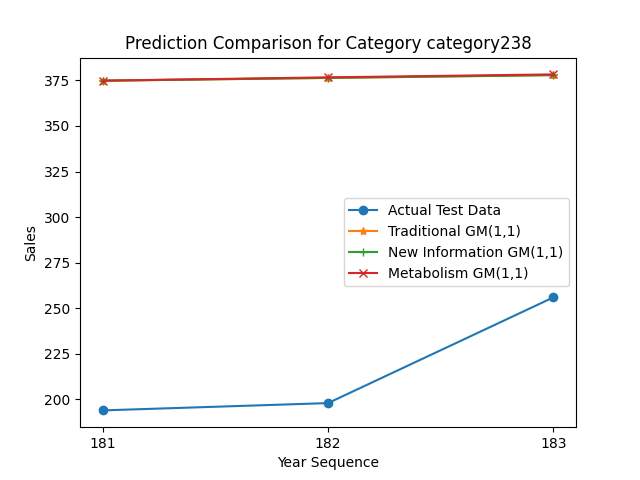 Prediction Comparison for Category category238
Sales
375
350
325
300
275
250
225
200
Actual Test Data
Traditional GM(1,1)
New Information GM(1,1)
Metabolism GM(1,1)
181
182
183
Year Sequence